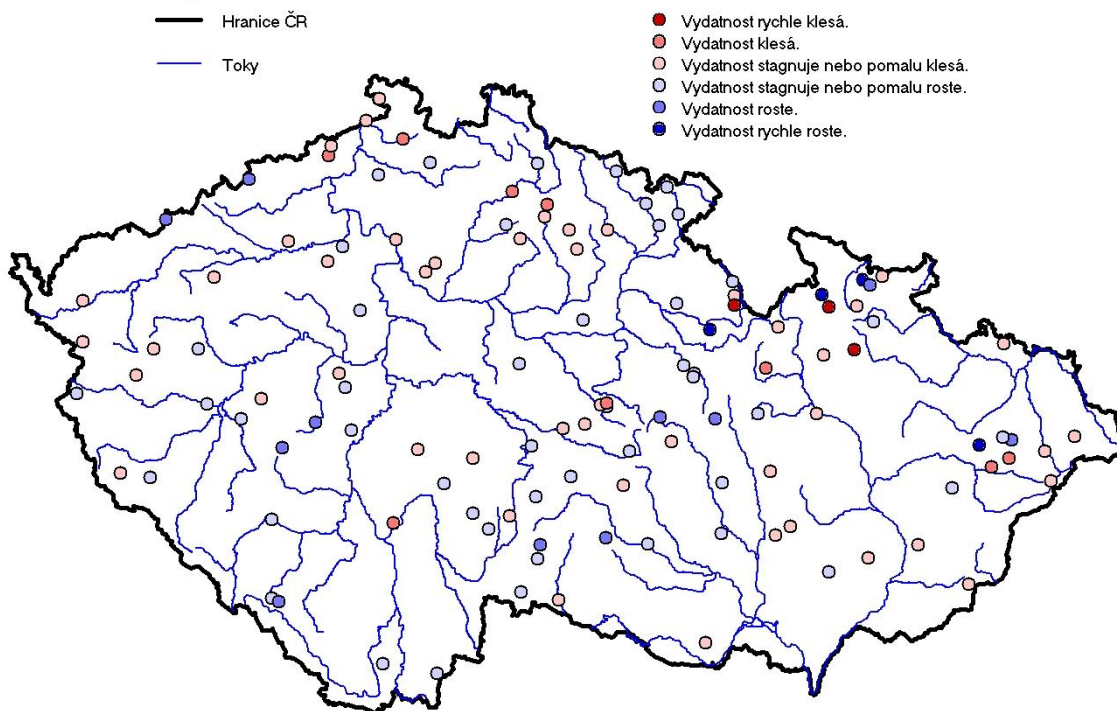 Hranice ČR
Toky
Vydatnost rychle klesá.
Vydatnost klesá.
Vydatnost stagnuje nebo pomalu klesá.
Vydatnost stagnuje nebo pomalu roste.
Vydatnost roste.
Vydatnost rychle roste.